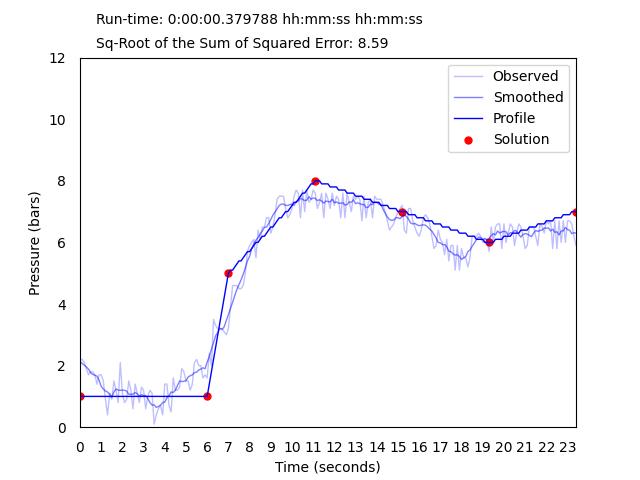 Run-time: 0:00:00.379788 hh:mm:ss hh:mm:ss
Sq-Root of the Sum of Squared Error: 8.59
12
10
8
6
4
2
0
Pressure (bars)
Observed
Smoothed
Profile
Solution
0 1 2 3 4 5 6 7 8 9 10 11 12 13 14 15 16 17 18 19 20 21 22 23
Time (seconds)